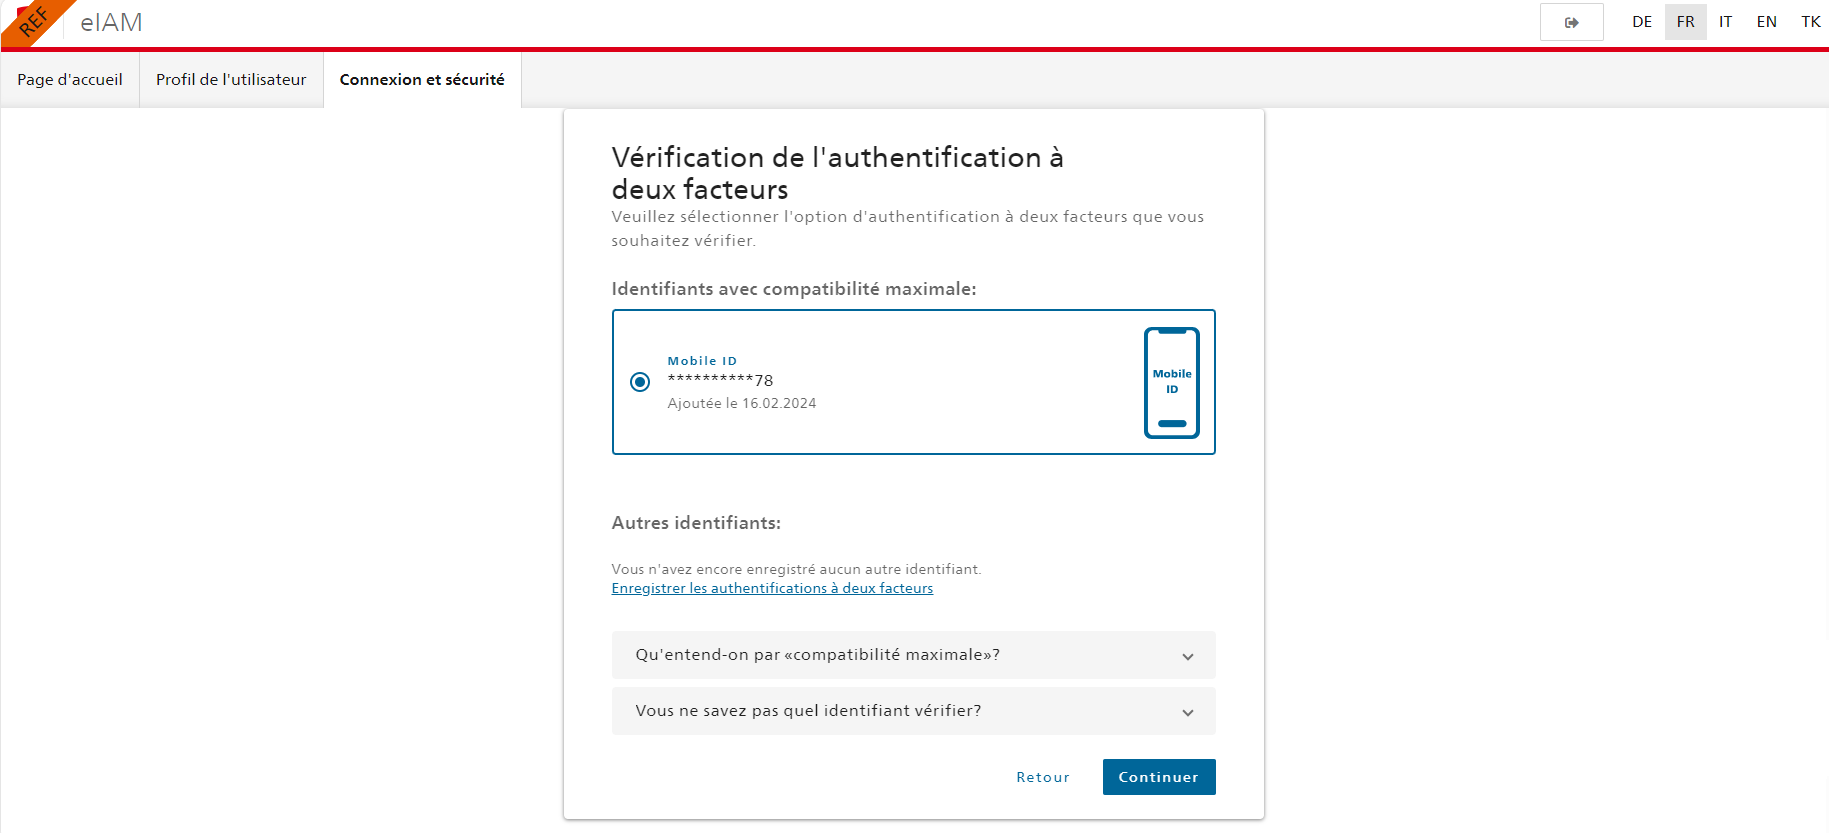 REF
eIAM
DE FR IT EN TK
Page d'accueil Profil de l'utilisateur Connexion et sécurité
Vérification de l'authentification à
deux facteurs
Veuillez sélectionner l'option d'authentification à deux facteurs que vous
souhaitez vérifier.
Identifiants avec compatibilité maximale:
Mobile ID
**********78
Ajoutée le 16.02.2024
Mobile
ID
Autres identifiants:
Vous n'avez encore enregistré aucun autre identifiant.
Enregistrer les authentifications à deux facteurs
Qu'entend-on par «compatibilité maximale»?
Vous ne savez pas quel identifiant vérifier?
Retour Continuer